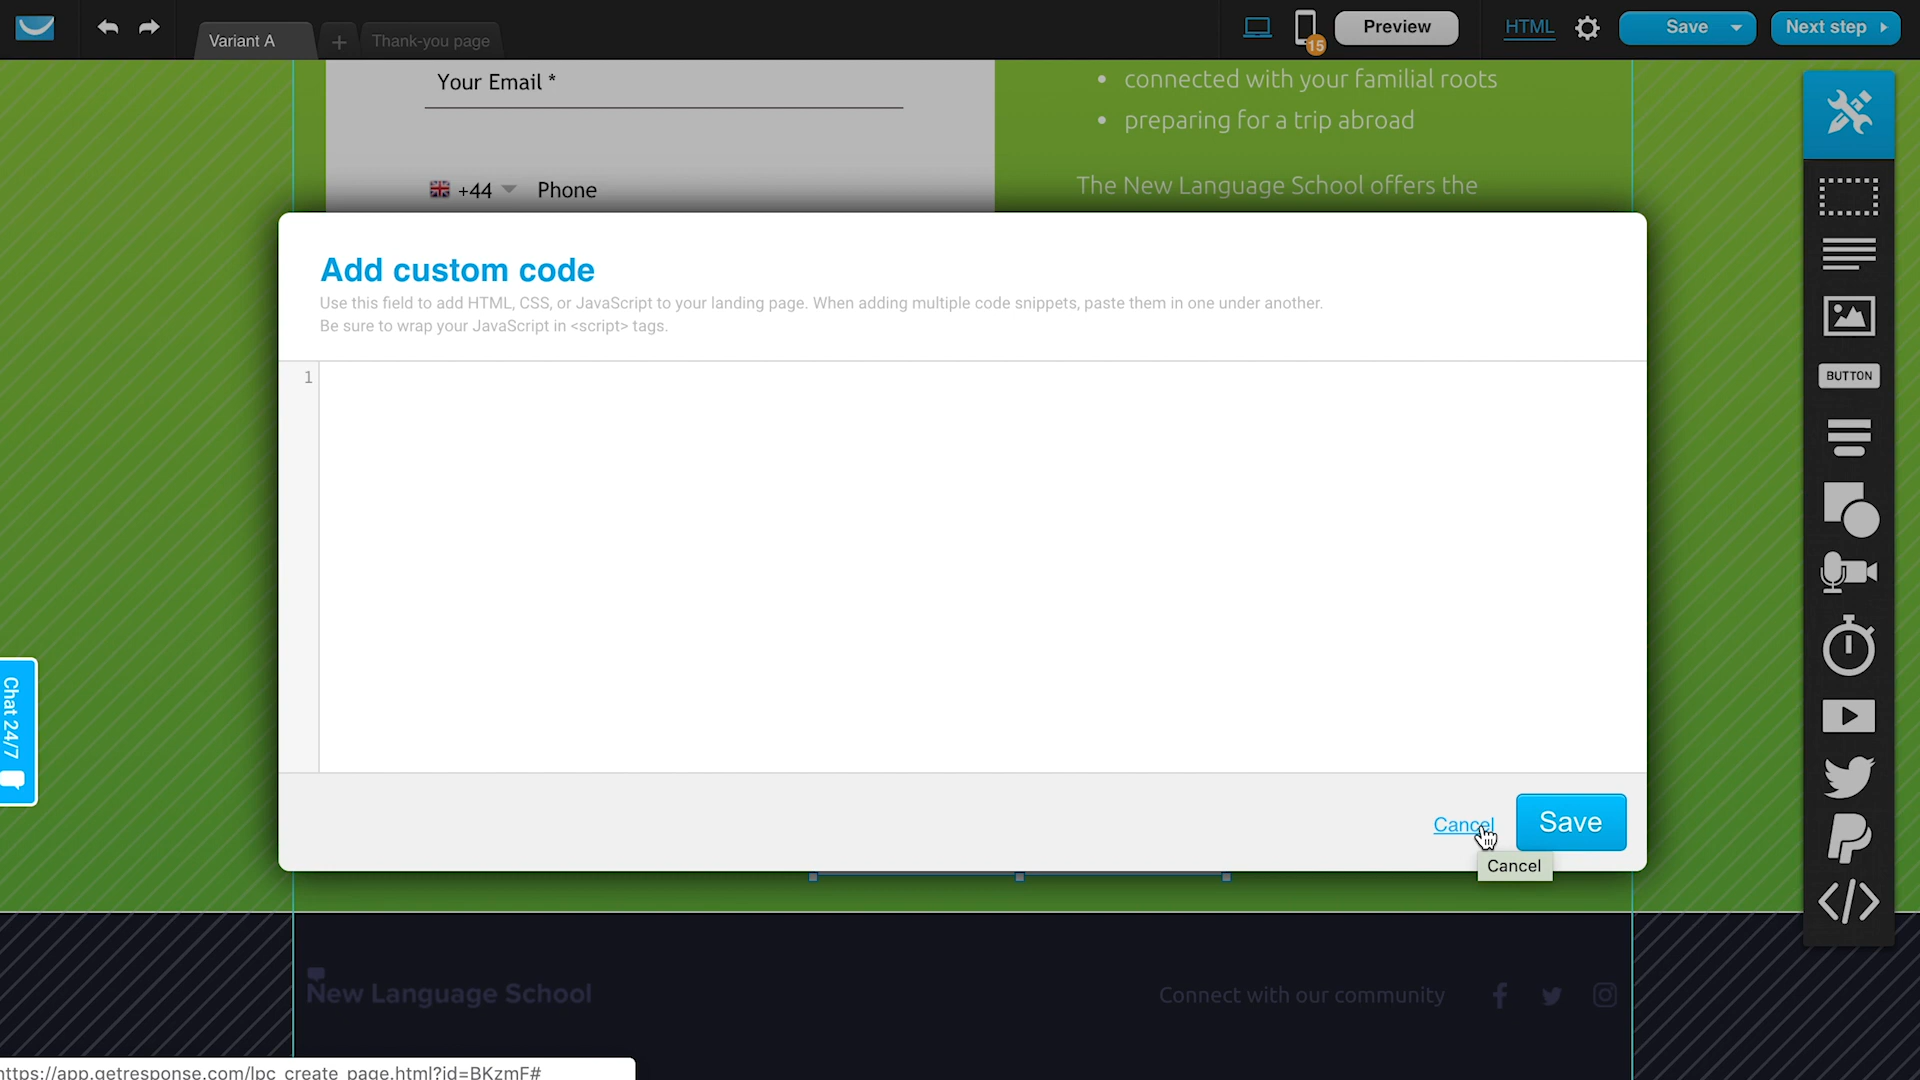 Variant A
+
Thank-you page
15
Preview
HTML
Save
Next step
Your Email *
+44
Phone
connected with your familial roots
preparing for a trip abroad
The New Language School offers the
Add custom code
Use this field to add HTML, CSS, or JavaScript to your landing page. When adding multiple code snippets, paste them in one under another.
Be sure to wrap your JavaScript in <script> tags.
1
BUTTON
Chat 24/7
Cancel
Save
Cancel
New Language School
Connect with our community
https://app.getresponse.com/lpc_create_page.html?id=BKzmF#